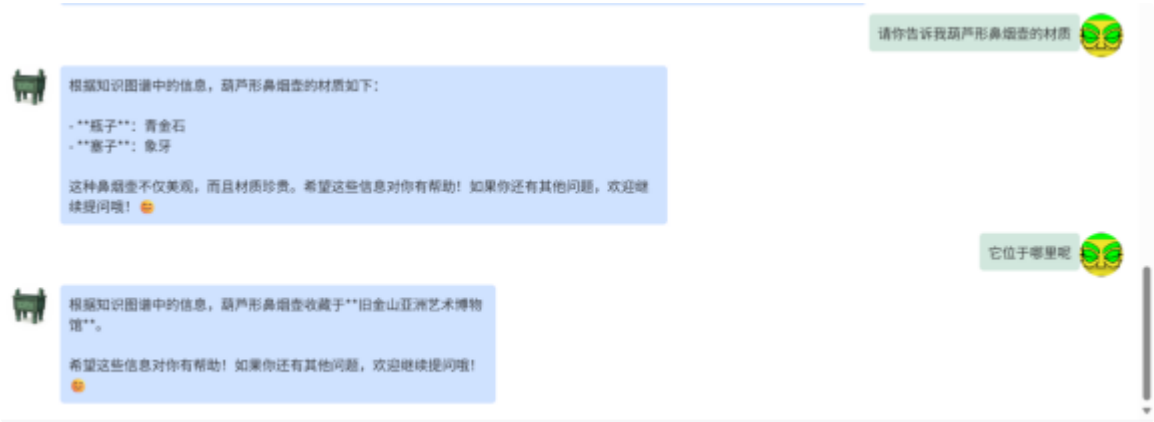 请你告诉我葫芦形鼻烟壶的材质
根据知识图谱中的信息，葫芦形鼻烟壶的材质如下：
- **瓶子**：青金石
- **塞子**：象牙
这种鼻烟壶不仅美观，而且材质珍贵。希望这些信息对你有帮助！如果你还有其他问题，欢迎继
续提问哦！😊
它位于哪里呢
根据知识图谱中的信息，葫芦形鼻烟壶收藏于**旧金山亚洲艺术博物
馆**。
希望这些信息对你有帮助！如果你还有其他问题，欢迎继续提问哦！
😊